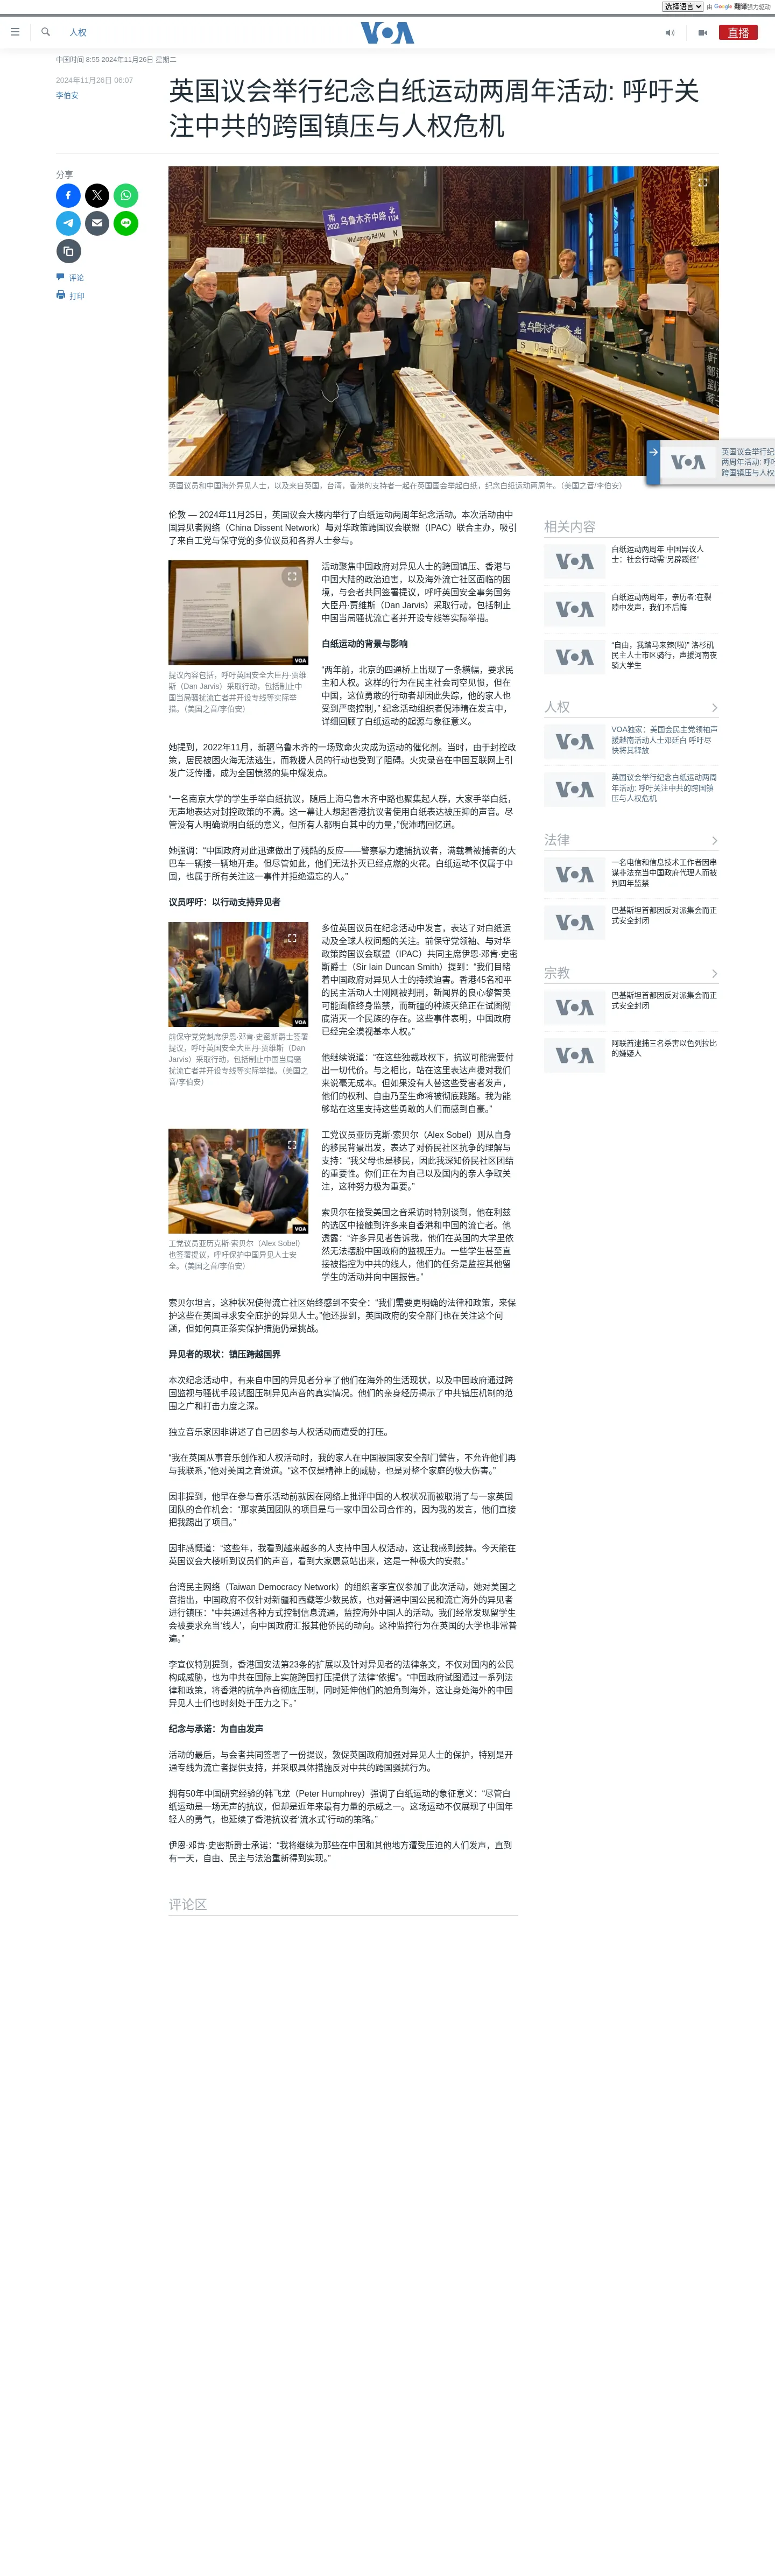 选择语言 由 Google 翻译强力驱动
人权
VOA
直播
中国时间 8:55 2024年11月26日 星期二
2024年11月26日 06:07
李伯安
英国议会举行纪念白纸运动两周年活动: 呼吁关
注中共的跨国镇压与人权危机
分享
评论
打印
南
2022
乌鲁木齐中路
北
1124
Wulumuqi Rd(M)
N
乌鲁木齐中路
S
英国议员和中国海外异见人士，以及来自英国，台湾，香港的支持者一起在英国国会举起白纸，纪念白纸运动两周年。（美国之音/李伯安）
VOA
英国议会举行纪
两周年活动: 呼吁
跨国镇压与人权
伦敦 — 2024年11月25日，英国议会大楼内举行了白纸运动两周年纪念活动。本次活动由中
国异见者网络（China Dissent Network）与对华政策跨国议会联盟（IPAC）联合主办，吸引
了来自工党与保守党的多位议员和各界人士参与。
VOA
提议内容包括，呼吁英国安全大臣丹·贾维
斯（Dan Jarvis）采取行动，包括制止中
国当局骚扰流亡者并开设专线等实际举
措。（美国之音/李伯安）
活动聚焦中国政府对异见人士的跨国镇压、香港与
中国大陆的政治迫害，以及海外流亡社区面临的困
境，与会者共同签署提议，呼吁英国安全事务国务
大臣丹·贾维斯（Dan Jarvis）采取行动，包括制止
中国当局骚扰流亡者并开设专线等实际举措。
白纸运动的背景与影响
“两年前，北京的四通桥上出现了一条横幅，要求民
主和人权。这样的行为在民主社会司空见惯，但在
中国，这位勇敢的行动者却因此失踪，他的家人也
受到严密控制，” 纪念活动组织者倪沛晴在发言中，
详细回顾了白纸运动的起源与象征意义。
她提到，2022年11月，新疆乌鲁木齐的一场致命火灾成为运动的催化剂。当时，由于封控政
策，居民被困火海无法逃生，而救援人员的行动也受到了阻碍。火灾录音在中国互联网上引
发广泛传播，成为全国愤怒的集中爆发点。
“一名南京大学的学生手举白纸抗议，随后上海乌鲁木齐中路也聚集起人群，大家手举白纸，
无声地表达对封控政策的不满。这一幕让人想起香港抗议者使用白纸表达被压抑的声音。尽
管没有人明确说明白纸的意义，但所有人都明白其中的力量，”倪沛晴回忆道。
她强调：“中国政府对此迅速做出了残酷的反应——警察暴力逮捕抗议者，满载着被捕者的大
巴车一辆接一辆地开走。但尽管如此，他们无法扑灭已经点燃的火花。白纸运动不仅属于中
国，也属于所有关注这一事件并拒绝遗忘的人。”
议员呼吁：以行动支持异见者
VOA
前保守党党魁席伊恩·邓肯·史密斯爵士签署
提议，呼吁英国安全大臣丹·贾维斯（Dan
Jarvis）采取行动，包括制止中国当局骚
扰流亡者并开设专线等实际举措。（美国之
音/李伯安）
多位英国议员在纪念活动中发言，表达了对白纸运
动及全球人权问题的关注。前保守党领袖、与对华
政策跨国议会联盟（IPAC）共同主席伊恩·邓肯·史密
斯爵士（Sir Iain Duncan Smith）提到：“我们目睹
着中国政府对异见人士的持续迫害。香港45名和平
的民主活动人士刚刚被判刑，新闻界的良心黎智英
可能面临终身监禁，而新疆的种族灭绝正在试图彻
底消灭一个民族的存在。这些事件表明，中国政府
已经完全漠视基本人权。”
他继续说道：“在这些独裁政权下，抗议可能需要付
出一切代价。与之相比，站在这里表达声援对我们
来说毫无成本。但如果没有人替这些受害者发声，
他们的权利、自由乃至生命将被彻底践踏。我为能
够站在这里支持这些勇敢的人们而感到自豪。”
VOA
工党议员亚历克斯·索贝尔（Alex Sobel）
也签署提议，呼吁保护中国异见人士安
全。（美国之音/李伯安）
工党议员亚历克斯·索贝尔（Alex Sobel）则从自身
的移民背景出发，表达了对侨民社区抗争的理解与
支持：“我父母也是移民，因此我深知侨民社区团结
的重要性。你们正在为自己以及国内的亲人争取关
注，这种努力极为重要。”
索贝尔在接受美国之音采访时特别谈到，他在利兹
的选区中接触到许多来自香港和中国的流亡者。他
透露：“许多异见者告诉我，他们在英国的大学里依
然无法摆脱中国政府的监视压力。一些学生甚至直
接被指控为中共的线人，他们的任务是监控其他留
学生的活动并向中国报告。”
索贝尔坦言，这种状况使得流亡社区始终感到不安全：“我们需要更明确的法律和政策，来保
护这些在英国寻求安全庇护的异见人士。”他还提到，英国政府的安全部门也在关注这个问
题，但如何真正落实保护措施仍是挑战。
异见者的现状：镇压跨越国界
本次纪念活动中，有来自中国的异见者分享了他们在海外的生活现状，以及中国政府通过跨
国监视与骚扰手段试图压制异见声音的真实情况。他们的亲身经历揭示了中共镇压机制的范
围之广和打击力度之深。
独立音乐家因非讲述了自己因参与人权活动而遭受的打压。
“我在英国从事音乐创作和人权活动时，我的家人在中国被国家安全部门警告，不允许他们再
与我联系，”他对美国之音说道。“这不仅是精神上的威胁，也是对整个家庭的极大伤害。”
因非提到，他早在参与音乐活动前就因在网络上批评中国的人权状况而被取消了与一家英国
团队的合作机会：“那家英国团队的项目是与一家中国公司合作的，因为我的发言，他们直接
把我踢出了项目。”
因非感慨道：“这些年，我看到越来越多的人支持中国人权活动，这让我感到鼓舞。今天能在
英国议会大楼听到议员们的声音，看到大家愿意站出来，这是一种极大的安慰。”
台湾民主网络（Taiwan Democracy Network）的组织者李宣仪参加了此次活动，她对美国之
音指出，中国政府不仅针对新疆和西藏等少数民族，也对普通中国公民和流亡海外的异见者
进行镇压：“中共通过各种方式控制信息流通，监控海外中国人的活动。我们经常发现留学生
会被要求充当‘线人’，向中国政府汇报其他侨民的动向。这种监控行为在英国的大学也非常普
遍。”
李宣仪特别提到，香港国安法第23条的扩展以及针对异见者的法律条文，不仅对国内的公民
构成威胁，也为中共在国际上实施跨国打压提供了法律“依据”。“中国政府试图通过一系列法
律和政策，将香港的抗争声音彻底压制，同时延伸他们的触角到海外，这让身处海外的中国
异见人士们也时刻处于压力之下。”
纪念与承诺：为自由发声
活动的最后，与会者共同签署了一份提议，敦促英国政府加强对异见人士的保护，特别是开
通专线为流亡者提供支持，并采取具体措施反对中共的跨国骚扰行为。
拥有50年中国研究经验的韩飞龙（Peter Humphrey）强调了白纸运动的象征意义：“尽管白
纸运动是一场无声的抗议，但却是近年来最有力量的示威之一。这场运动不仅展现了中国年
轻人的勇气，也延续了香港抗议者‘流水式’行动的策略。”
伊恩·邓肯·史密斯爵士承诺：“我将继续为那些在中国和其他地方遭受压迫的人们发声，直到
有一天，自由、民主与法治重新得到实现。”
评论区
相关内容
VOA
白纸运动两周年 中国异议人
士：社会行动需“另辟蹊径”
VOA
白纸运动两周年，亲历者:在裂
隙中发声，我们不后悔
VOA
“自由，我踏马来辣(啦)” 洛杉矶
民主人士市区骑行，声援河南夜
骑大学生
人权
VOA
VOA独家：美国会民主党领袖声
援越南活动人士邓廷白 呼吁尽
快将其释放
VOA
英国议会举行纪念白纸运动两周
年活动: 呼吁关注中共的跨国镇
压与人权危机
法律
VOA
一名电信和信息技术工作者因串
谋非法充当中国政府代理人而被
判四年监禁
VOA
巴基斯坦首都因反对派集会而正
式安全封闭
宗教
VOA
巴基斯坦首都因反对派集会而正
式安全封闭
VOA
阿联酋逮捕三名杀害以色列拉比
的嫌疑人